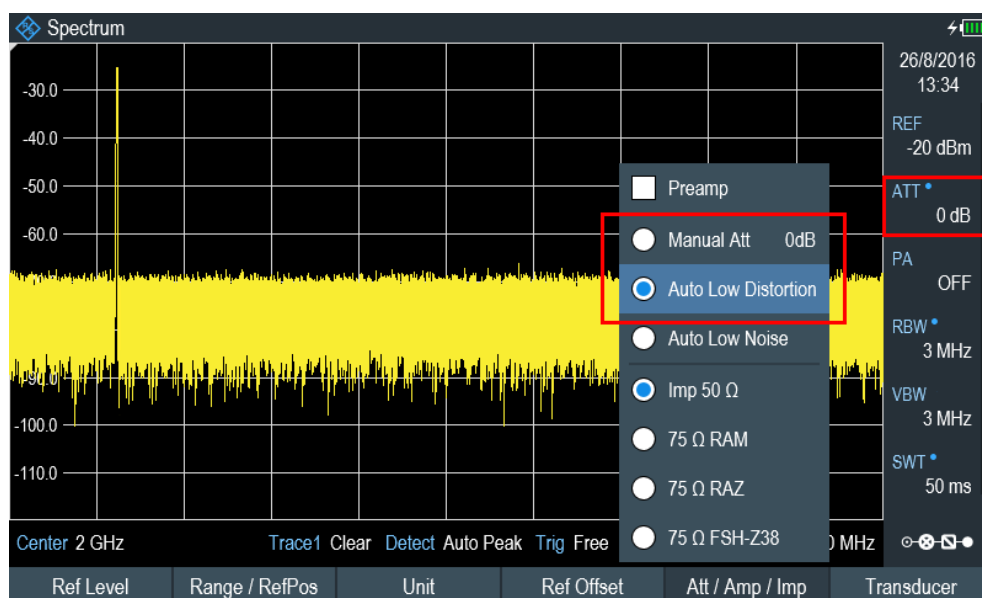 Spectrum
26/8/2016
13:34
-30.0
-40.0
-50.0
-60.0
-90.0
-100.0
-110.0
REF
-20 dBm
ATT
0 dB
PA
OFF
RBW
3 MHz
VBW
3 MHz
SWT
50 ms
Preamp
Manual Att 0dB
Auto Low Distortion
Auto Low Noise
Imp 50 Ω
75 Ω RAM
75 Ω RAZ
75 Ω FSH-Z38
Center 2 GHz Trace1 Clear Detect Auto Peak Trig Free MHz
Ref Level Range / RefPos Unit Ref Offset Att / Amp / Imp Transducer